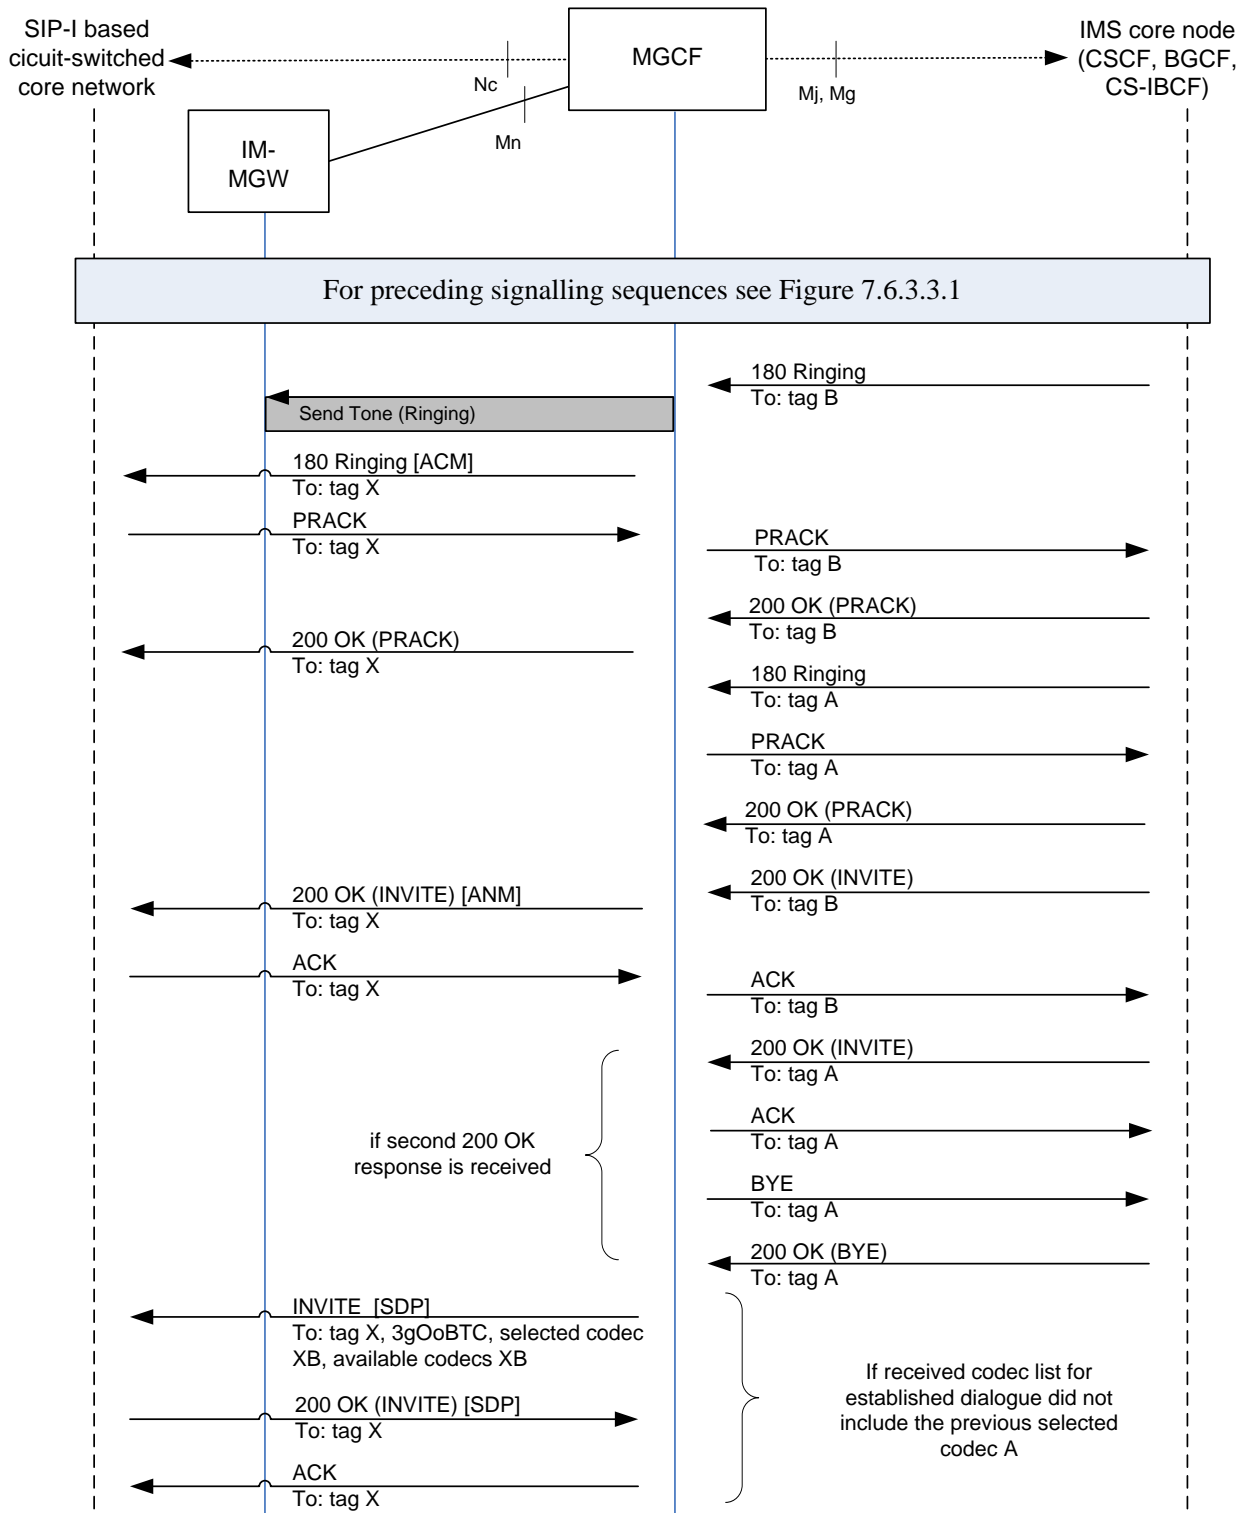 SIP-I based
cicuit-switched
core network
MGCF
IMS core node
(CSCF, BGCF,
CS-IBCF)
Nc
Mj, Mg
Mn
IM-
MGW
For preceding signalling sequences see Figure 7.6.3.3.1
180 Ringing
To: tag B
Send Tone (Ringing)
180 Ringing [ACM]
To: tag X
PRACK
To: tag X
PRACK
To: tag B
200 OK (PRACK)
To: tag B
200 OK (PRACK)
To: tag X
180 Ringing
To: tag A
PRACK
To: tag A
200 OK (PRACK)
To: tag A
200 OK (INVITE)
To: tag B
200 OK (INVITE) [ANM]
To: tag X
ACK
To: tag X
ACK
To: tag B
200 OK (INVITE)
To: tag A
ACK
To: tag A
if second 200 OK
response is received
BYE
To: tag A
200 OK (BYE)
To: tag A
INVITE [SDP]
To: tag X, 3gOoBTC, selected codec
XB, available codecs XB
If received codec list for
established dialogue did not
include the previous selected
codec A
200 OK (INVITE) [SDP]
To: tag X
ACK
To: tag X